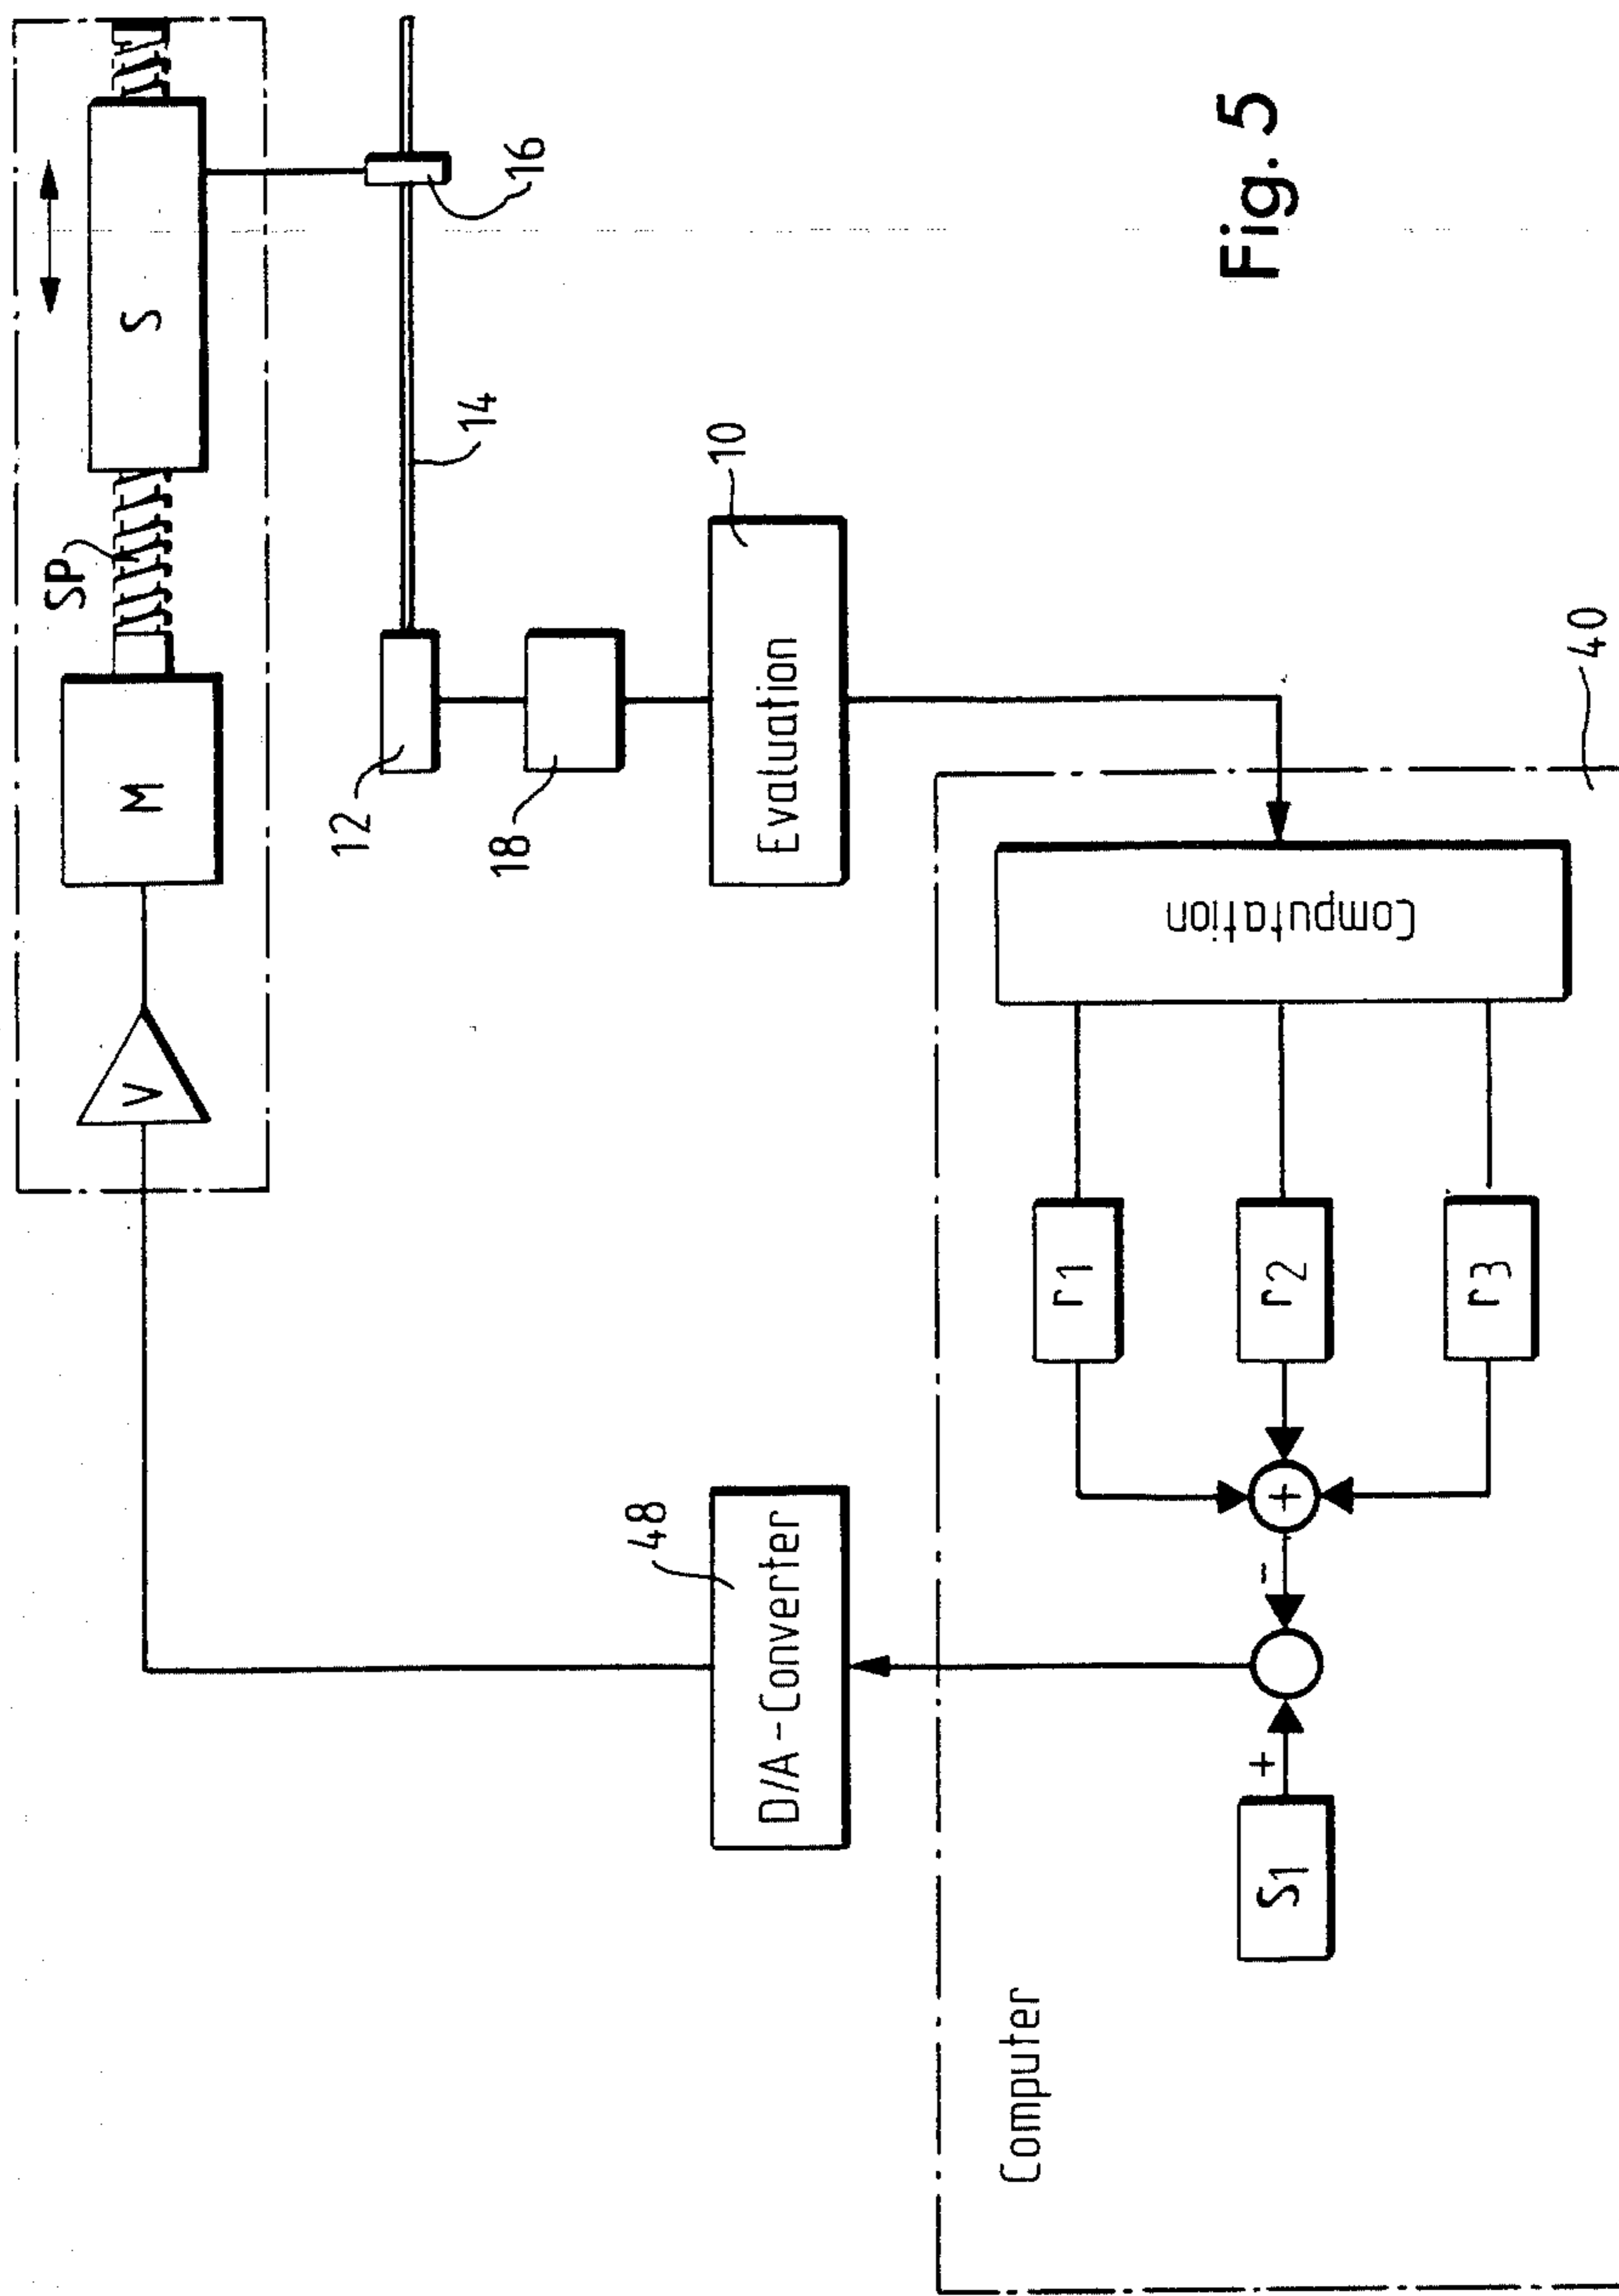 SP
V
M
S
16
14
12
18
10
Evaluation
48
D/A-Converter
40
Computer
Computation
r1
r2
r3
+
-
+
S1
Fig. 5